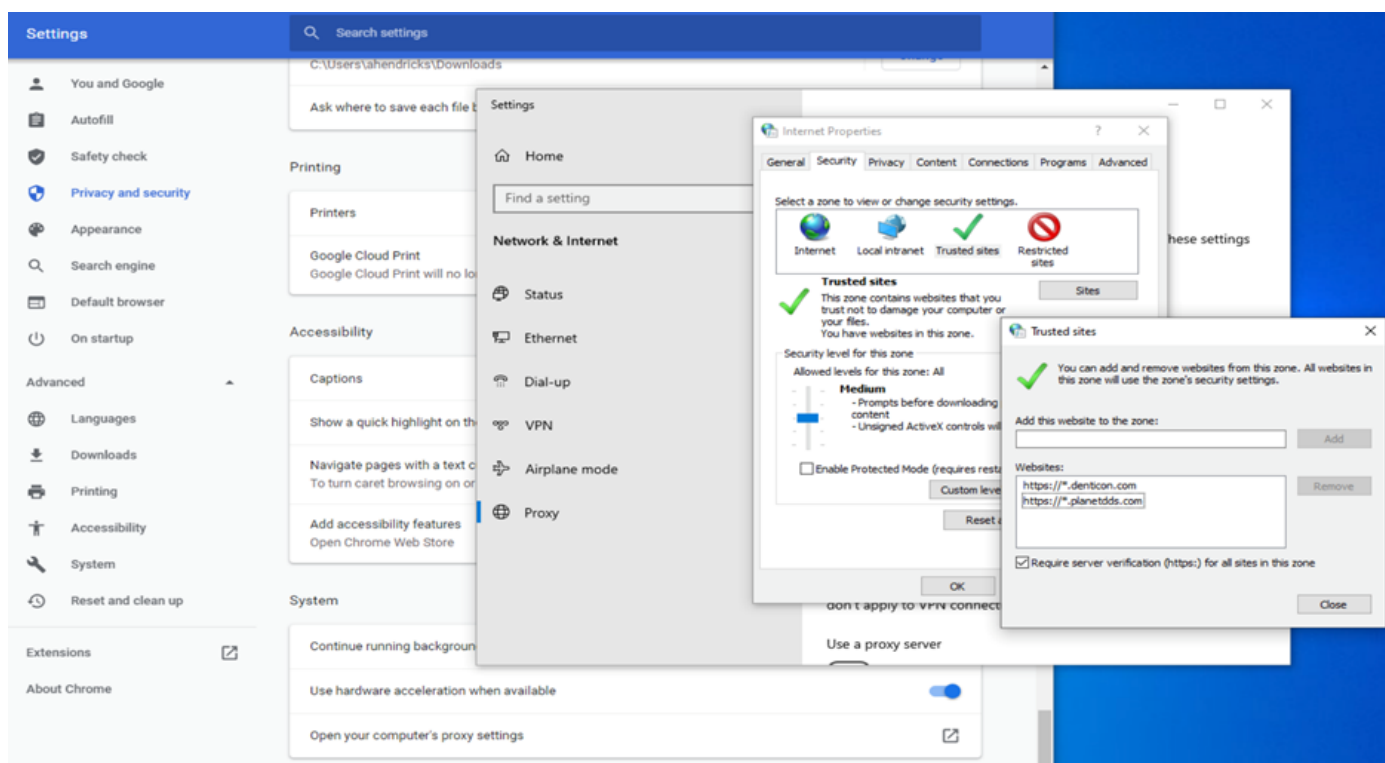 Settings
Search settings
You and Google
Autofill
Safety check
Privacy and security
Appearance
Search engine
Default browser
On startup
Advanced
Languages
Downloads
Printing
Accessibility
System
Reset and clean up
Extensions
About Chrome
C:\Users\ahendricks\Downloads
Change
Ask where to save each file b
Printing
Printers
Google Cloud Print
Google Cloud Print will no lo
Accessibility
Captions
Show a quick highlight on th
Navigate pages with a text c
To turn caret browsing on or
Add accessibility features
Open Chrome Web Store
System
Continue running backgroun
Use hardware acceleration when available
Open your computer's proxy settings
Settings
Home
Find a setting
Network & Internet
Status
Ethernet
Dial-up
VPN
Airplane mode
Proxy
hese settings
don't apply to VPN connect
Use a proxy server
Internet Properties
?
General Security Privacy Content Connections Programs Advanced
Select a zone to view or change security settings.
Internet Local intranet Trusted sites Restricted sites
Trusted sites
This zone contains websites that you
trust not to damage your computer or
your files.
You have websites in this zone.
Sites
Security level for this zone
Allowed levels for this zone: All
Medium
- Prompts before downloading
content
- Unsigned ActiveX controls wil
Enable Protected Mode (requires resta
Custom leve
Reset a
OK
Trusted sites
You can add and remove websites from this zone. All websites in
this zone will use the zone's security settings.
Add this website to the zone:
Add
Websites:
https://*.denticon.com
https://*.planetdds.com
Remove
Require server verification (https:) for all sites in this zone
Close